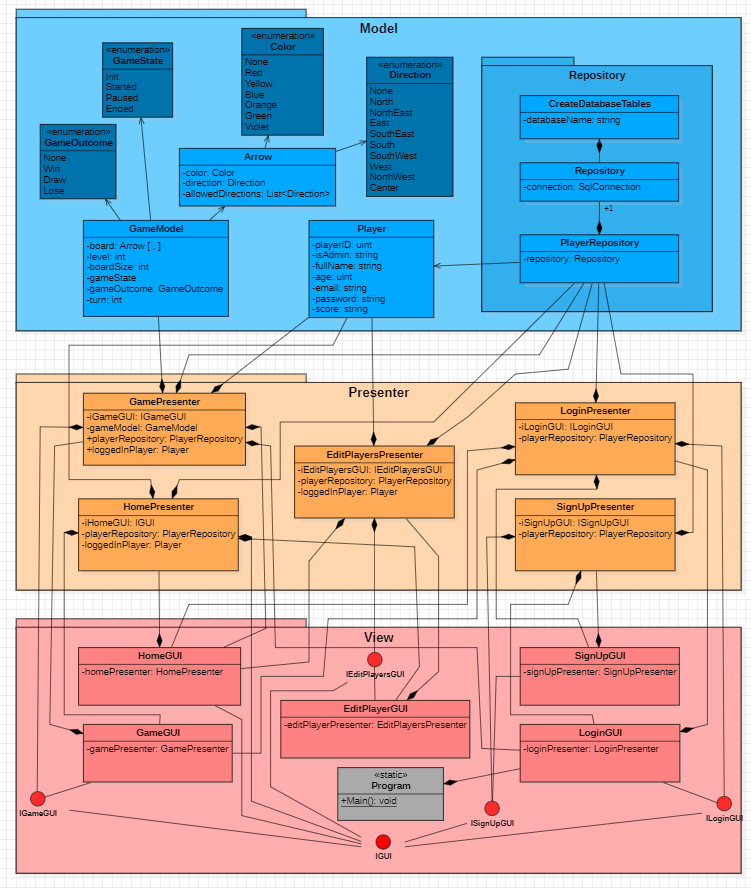 Model
«enumeration»
GameState
Init
Started
Paused
Ended
«enumeration»
Color
None
Red
Yellow
Blue
Orange
Green
Violet
«enumeration»
Direction
None
North
NorthEast
East
SouthEast
South
SouthWest
West
NorthWest
Center
«enumeration»
GameOutcome
None
Win
Draw
Lose
Arrow
-color: Color
-direction: Direction
-allowedDirections: List<Direction>
Repository
CreateDatabaseTables
-databaseName: string
Repository
-connection: SqlConnection
+1
PlayerRepository
-repository: Repository
GameModel
-board: Arrow [ , ]
-level: int
-boardSize: int
-gameState
-gameOutcome: GameOutcome
-turn: int
Player
-playerID: uint
-isAdmin: string
-fullName: string
-age: uint
-email: string
-password: string
-score: string
Presenter
GamePresenter
-iGameGUI: IGameGUI
-gameModel: GameModel
+playerRepository: PlayerRepository
+loggedInPlayer: Player
LoginPresenter
-iLoginGUI: ILoginGUI
-playerRepository: PlayerRepository
EditPlayersPresenter
-iEditPlayersGUI: IEditPlayersGUI
-playerRepository: PlayerRepository
-loggedInPlayer: Player
HomePresenter
-iHomeGUI: IGUI
-playerRepository: PlayerRepository
-loggedInPlayer: Player
SignUpPresenter
-iSignUpGUI: ISignUpGUI
-playerRepository: PlayerRepository
View
HomeGUI
-homePresenter: HomePresenter
IEditPlayersGUI
SignUpGUI
-signUpPresenter: SignUpPresenter
EditPlayerGUI
-editPlayerPresenter: EditPlayersPresenter
GameGUI
-gamePresenter: GamePresenter
LoginGUI
-loginPresenter: LoginPresenter
«static»
Program
+Main(): void
IGameGUI
ISignUpGUI
ILoginGUI
IGUI